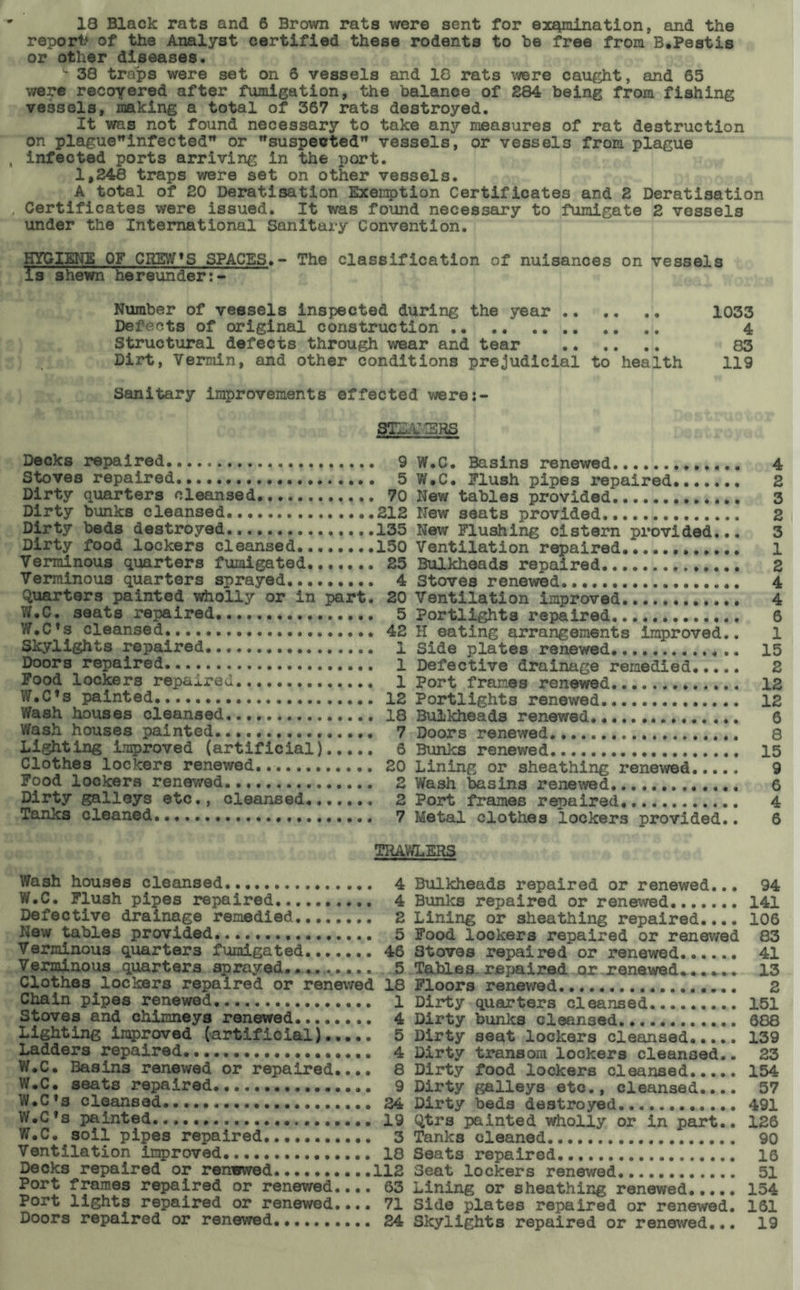 18 Black rats and 6 Brown rats were sent for examination, and the
report of the Analyst certified these rodents to be free from B.Pestis
or other diseases.
38 traps were set on 6 vessels and 18 rats were caught, and 65
were recovered after fumigation, the balance of 284 being from fishing
vessels, making a total of 367 rats destroyed.
It was not found necessary to take any measures of rat destruction
on plague"infected" or "suspected" vessels, or vessels from plague
infected ports arriving in the port.
1,248 traps were set on other vessels.
A total of 20 Deratisation Exemption Certificates and 2 Deratisation
Certificates were issued. It was found necessary to fumigate 2 vessels
under the International Sanitary Convention.
HYGIENE OF CREW'S SPACES.- The classification of nuisances on vessels
is shewn hereunder:-
Number of vessels inspected during the year .. .. .. 1033
Defects of original construction .. .. .. .. .. .. 4
Structural defects through wear and tear .. .. .. 83
Dirt, Vermin, and other conditions prejudicial to health 119
Sanitary improvements effected were:-
STEAMERS
Decks repaired..................... 9
Stoves repaired.................... 5
Dirty quarters cleansed............ 70
Dirty bunks cleansed...............212
Dirty beds destroyed...............135
Dirty food lockers cleansed........150
Verminous quarters fumigated....... 25
Verminous quarters sprayed......... 4
Quarters painted wholly or in part. 20
W.C. seats repaired................ 5
W.C's cleansed..................... 42
Skylights repaired................. 1
Doors repaired..................... 1
Food lockers repaired.............. 1
W.C's painted...................... 12
Wash houses cleansed............... 18
Wash houses painted................ 7
Lighting improved (artificial)..... 6
Clothes lockers renewed............ 20
Food lockers renewed............... 2
Dirty galleys etc., cleansed....... 2
Tanks cleaned...................... 7
W.C. Basins renewed............. 4
W.C. Flush pipes repaired....... 2
New tables provided............. 3
New seats provided.............. 2
New Flushing cistern provided... 3
Ventilation repaired............ 1
Bulkheads repaired.............. 2
Stoves renewed.................. 4
Ventilation improved............ 4
Portlights repaired............. 6
H eating arrangements improved.. 1
Side plates renewed............. 15
Defective drainage remedied..... 2
Port frames renewed............. 12
Portlights renewed.............. 12
Bulkheads renewed............... 6
Doors renewed................... 8
Bunks renewed................... 15
Lining or sheathing renewed..... 9
Wash basins renewed............. 6
Port frames repaired............ 4
Metal clothes lockers provided.. 6
TRAWLERS
Wash houses cleansed............... 4
W.C. Flush pipes repaired.......... 4
Defective drainage remedied........ 2
New tables provided................ 5
Verminous quarters fumigated....... 46
Verminous quarters sprayed......... 5
Clothes lockers repaired or renewed 18
Chain pipes renewed................ 1
Stoves and chimneys renewed........ 4
Lighting improved (artificial)..... 5
Ladders repaired................... 4
W.C. Basins renewed or repaired.... 8
W.C. seats repaired................ 9
W.C's cleansed..................... 24
W.C's painted...................... 19
W.C. soil pipes repaired........... 3
Ventilation improved............... 18
Decks repaired or renewed..........112
Port frames repaired or renewed.... 63
Port lights repaired or renewed.... 71
Doors repaired or renewed.......... 24
Bulkheads repaired or renewed... 94
Bunks repaired or renewed....... 141
Lining or sheathing repaired.... 106
Food lockers repaired or renewed 83
Stoves repaired or renewed...... 41
Tables repaired or renewed...... 13
Floors renewed.................. 2
Dirty quarters cleansed......... 151
Dirty bunks cleansed............ 688
Dirty seat lockers cleansed..... 139
Dirty transom lockers cleansed.. 23
Dirty food lockers cleansed..... 154
Dirty galleys etc., cleansed.... 57
Dirty beds destroyed............ 491
Qtrs painted wholly or in part.. 126
Tanks cleaned................... 90
Seats repaired.................. 16
Seat lockers renewed............ 51
Lining or sheathing renewed..... 154
Side plates repaired or renewed. 161
Skylights repaired or renewed... 19